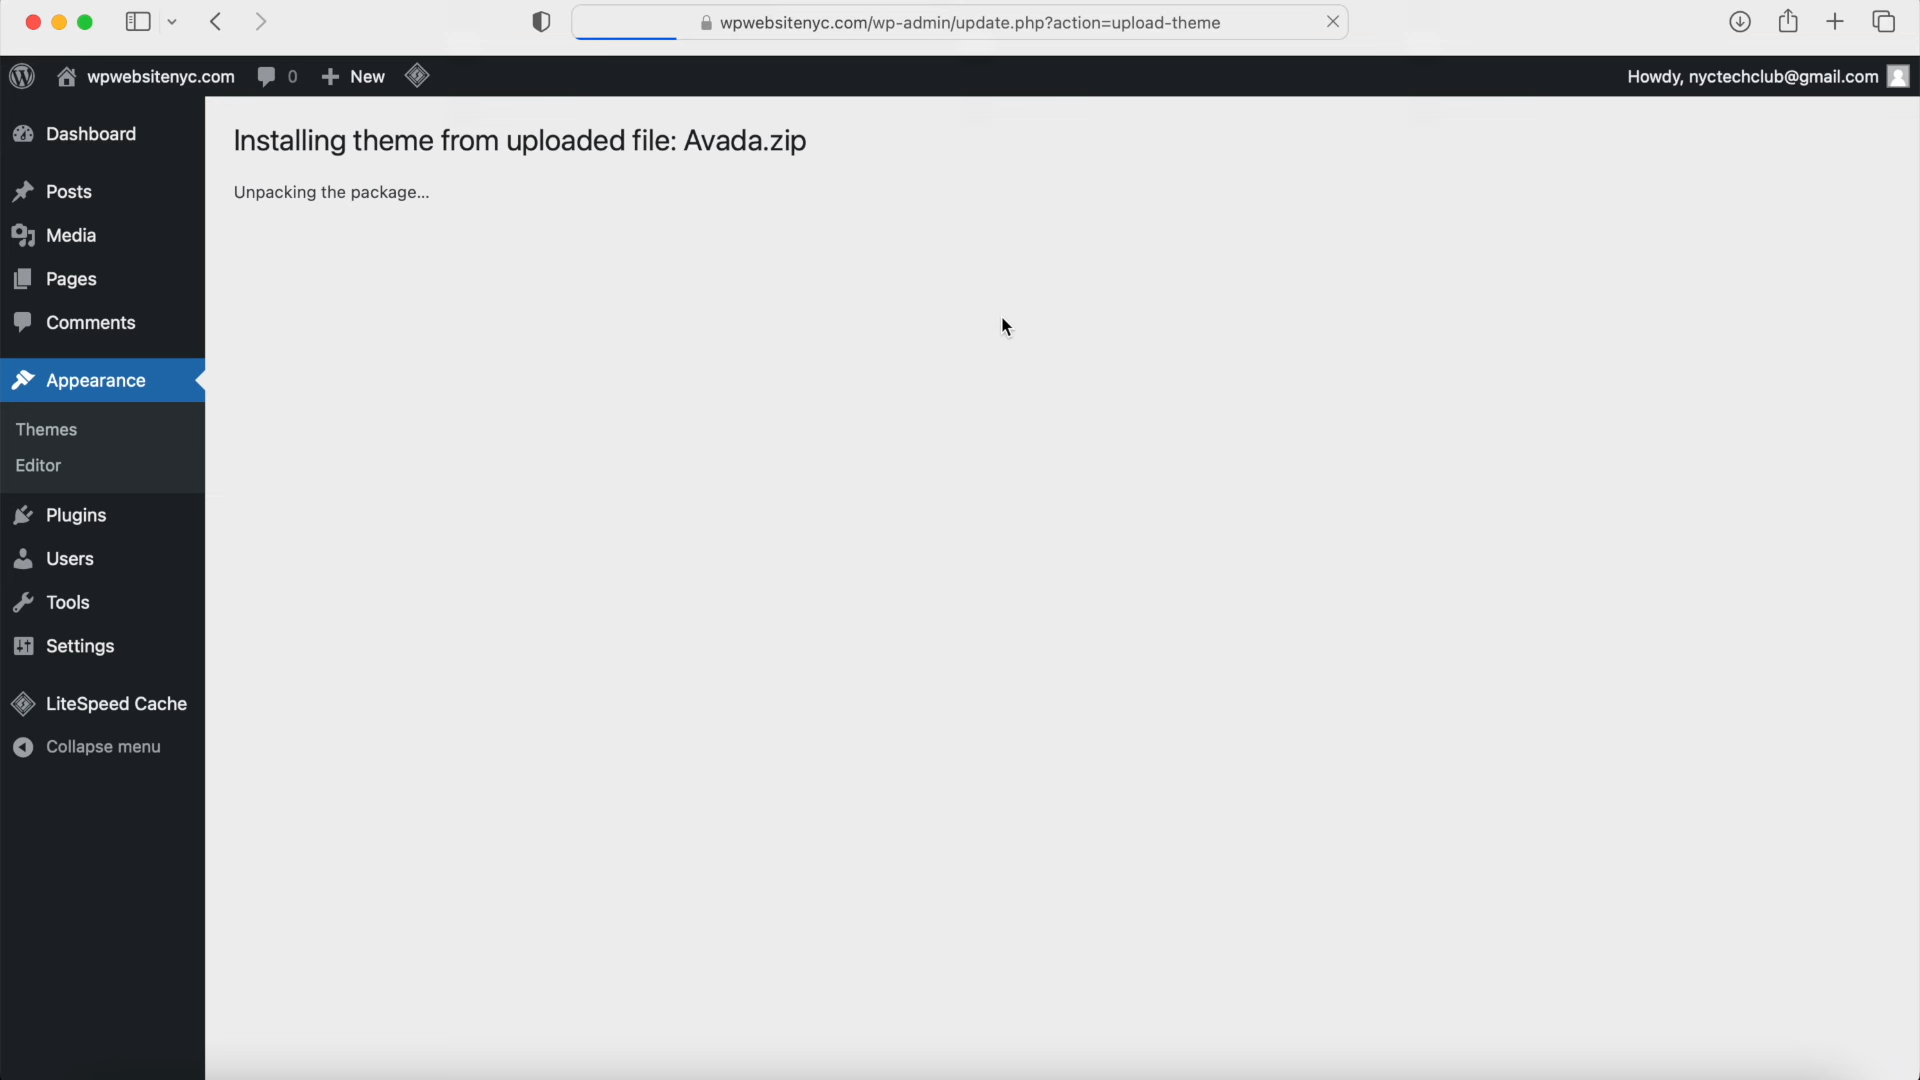 wpwebsitenyc.com/wp-admin/update.php?action=upload-theme
wpwebsitenyc.com 0 New
Howdy, nyctechclub@gmail.com
Dashboard
Posts
Media
Pages
Comments
Appearance
Themes
Editor
Plugins
Users
Tools
Settings
LiteSpeed Cache
Collapse menu
Installing theme from uploaded file: Avada.zip
Unpacking the package...